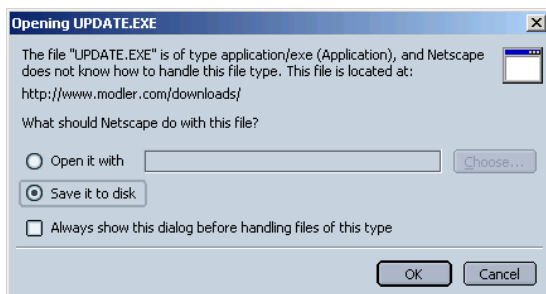 Opening UPDATE.EXE
The file "UPDATE.EXE" is of type application/exe (Application), and Netscape
does not know how to handle this file type. This file is located at:
http://www.modler.com/downloads/
What should Netscape do with this file?
Open it with
Choose...
Save it to disk
Always show this dialog before handling files of this type
OK
Cancel